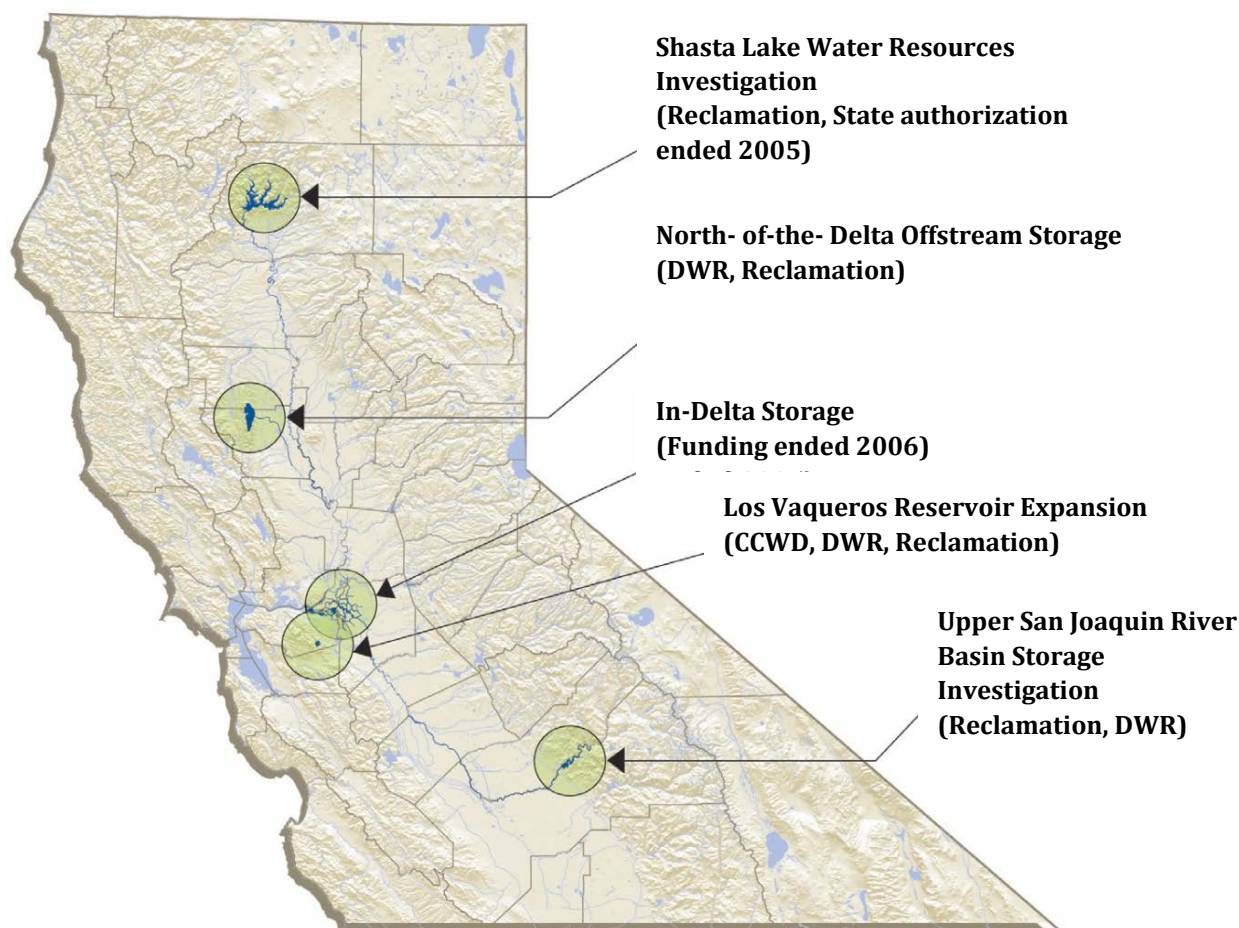 Shasta Lake Water Resources
Investigation
(Reclamation, State authorization
ended 2005)
North- of-the- Delta Offstream Storage
(DWR, Reclamation)
In-Delta Storage
(Funding ended 2006)
Los Vaqueros Reservoir Expansion
(CCWD, DWR, Reclamation)
Upper San Joaquin River
Basin Storage
Investigation
(Reclamation, DWR)